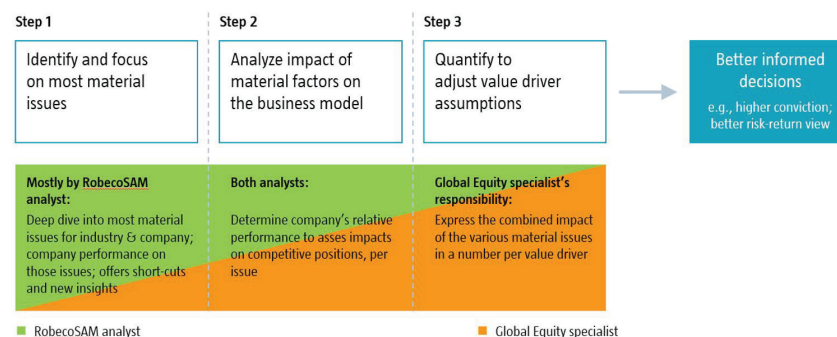 Step 1
Step 2
Step 3
Identify and focus
on most material
issues
Analyze impact of
material factors on
the business model
Quantify to
adjust value driver
assumptions
Better informed
decisions
e.g., higher conviction;
better risk-return view
Mostly by RobecoSAM
analyst:
Deep dive into most material
issues for industry & company;
company performance on
those issues; offers short-cuts
and new insights
Both analysts:
Determine company's relative
performance to asses impacts
on competitive positions, per
issue
Global Equity specialist's
responsibility:
Express the combined impact
of the various material issues
in a number per value driver
RobecoSAM analyst
Global Equity specialist